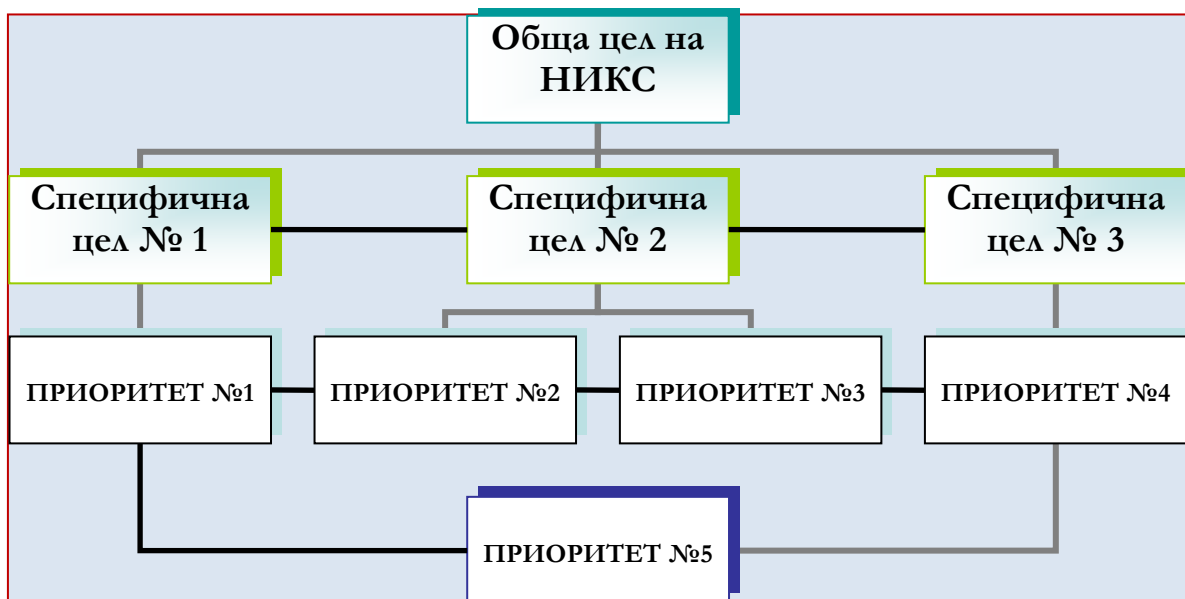 Обща цел на
НИКС
Специфична
цел № 1
Специфична
цел № 2
Специфична
цел № 3
ПРИОРИТЕТ №1
ПРИОРИТЕТ №2
ПРИОРИТЕТ №3
ПРИОРИТЕТ №4
ПРИОРИТЕТ №5